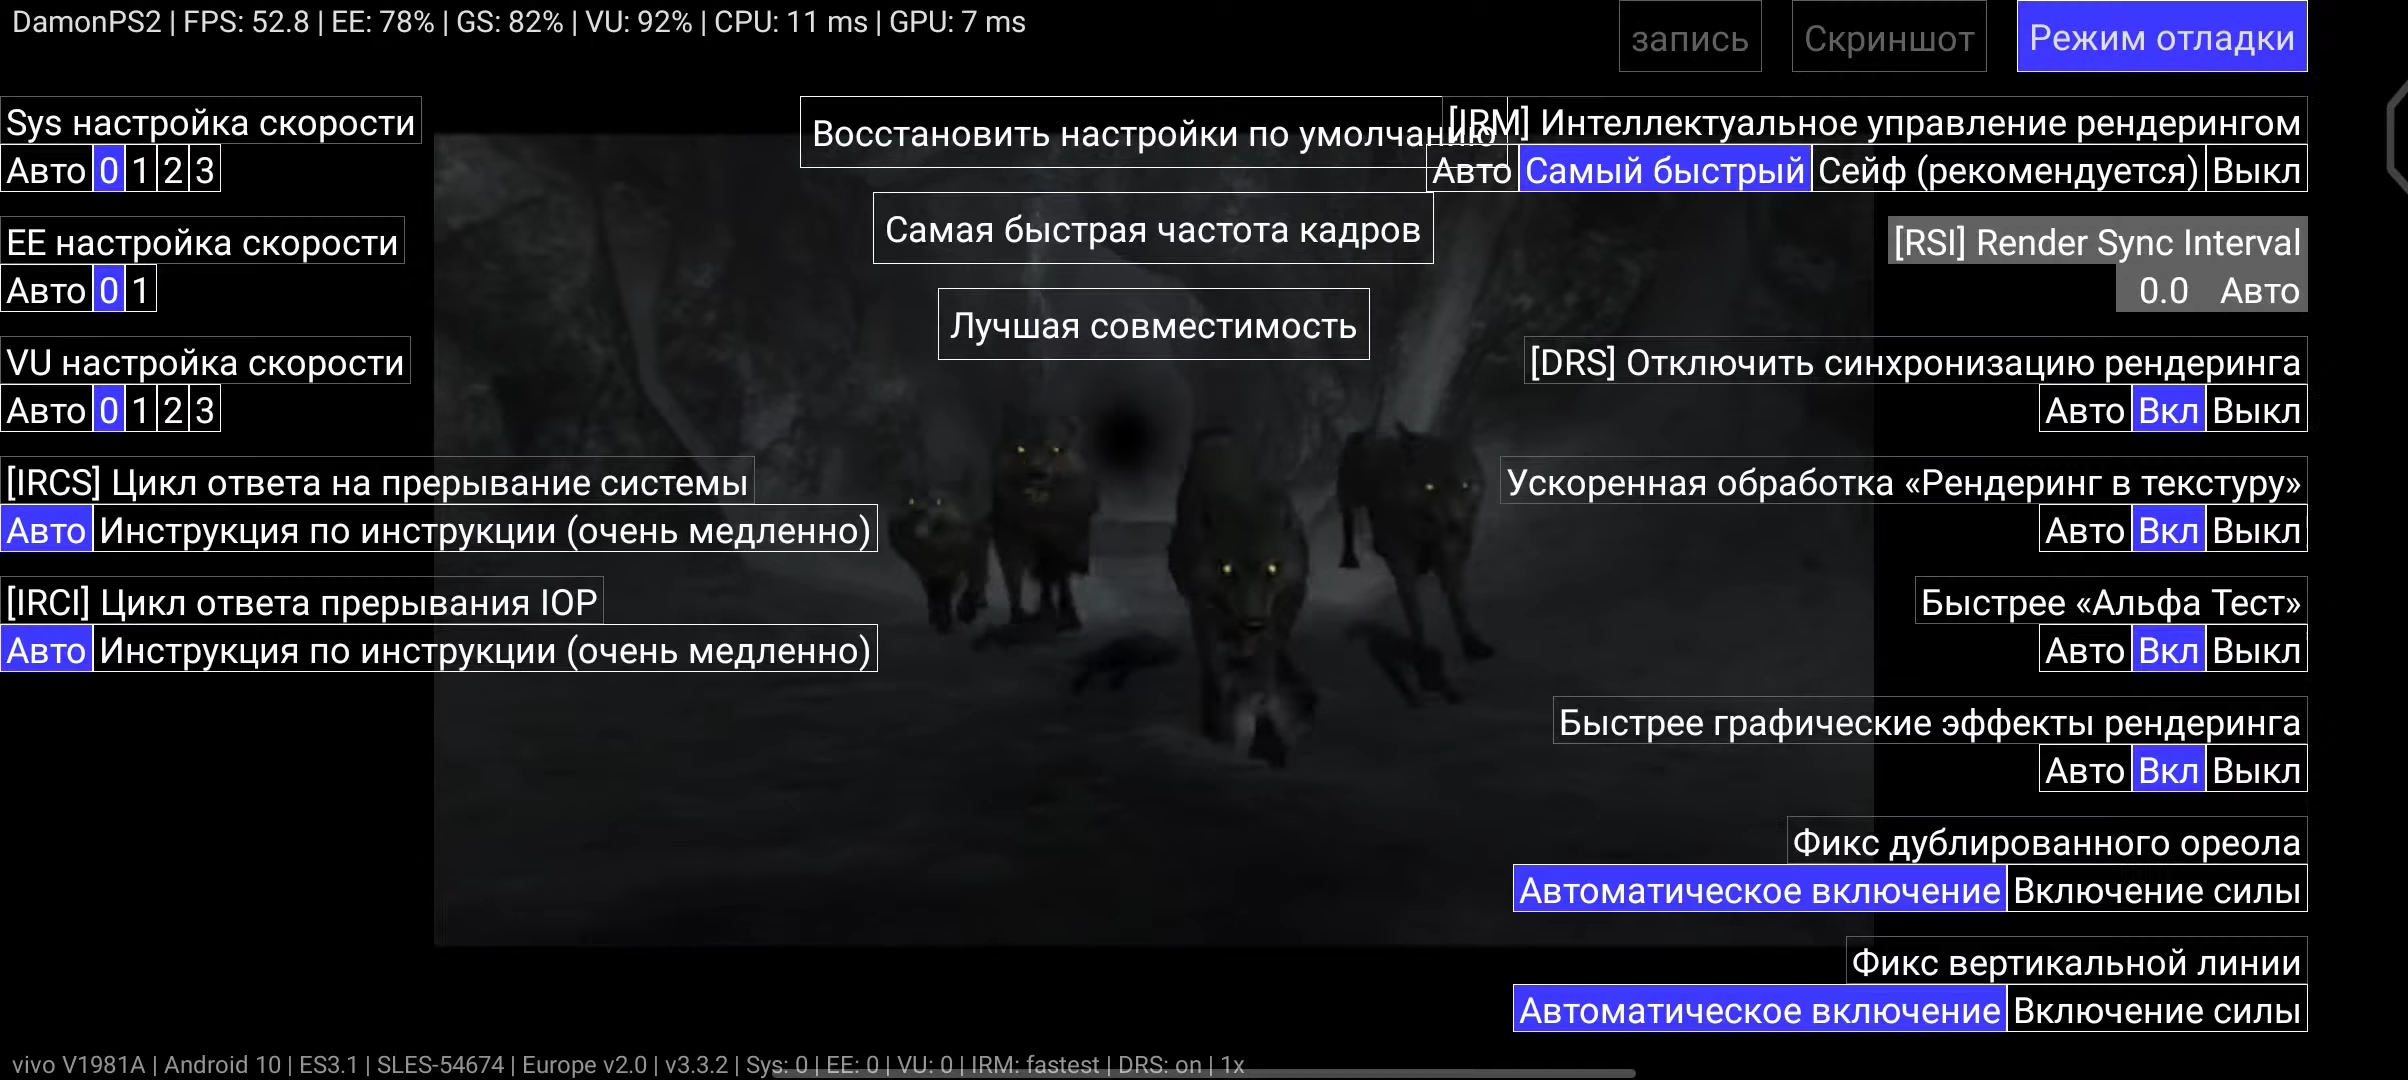 DamonPS2 | FPS: 52.8 | EE: 78% | GS: 82% | VU: 92% | CPU: 11 ms | GPU: 7 ms
запись
Скриншот
Режим отладки
Sys настройка скорости
Авто 0 1 2 3
EE настройка скорости
Авто 0 1
VU настройка скорости
Авто 0 1 2 3
[IRCS] Цикл ответа на прерывание системы
Авто Инструкция по инструкции (очень медленно)
[IRCI] Цикл ответа прерывания IOP
Авто Инструкция по инструкции (очень медленно)
Восстановить настройки по умолчанию
Самая быстрая частота кадров
Лучшая совместимость
[IRM] Интеллектуальное управление рендерингом
Авто Самый быстрый Сейф (рекомендуется) Выкл
[RSI] Render Sync Interval
0.0 Авто
[DRS] Отключить синхронизацию рендеринга
Авто Вкл Выкл
Ускоренная обработка «Рендеринг в текстуру»
Авто Вкл Выкл
Быстрее «Альфа Тест»
Авто Вкл Выкл
Быстрее графические эффекты рендеринга
Авто Вкл Выкл
Фикс дублированного ореола
Автоматическое включение Включение силы
Фикс вертикальной линии
Автоматическое включение Включение силы
vivo V1981A | Android 10 | ES3.1 | SLES-54674 | Europe v2.0 | v3.3.2 | Sys: 0 | EE: 0 | VU: 0 | IRM: fastest | DRS: on | 1x